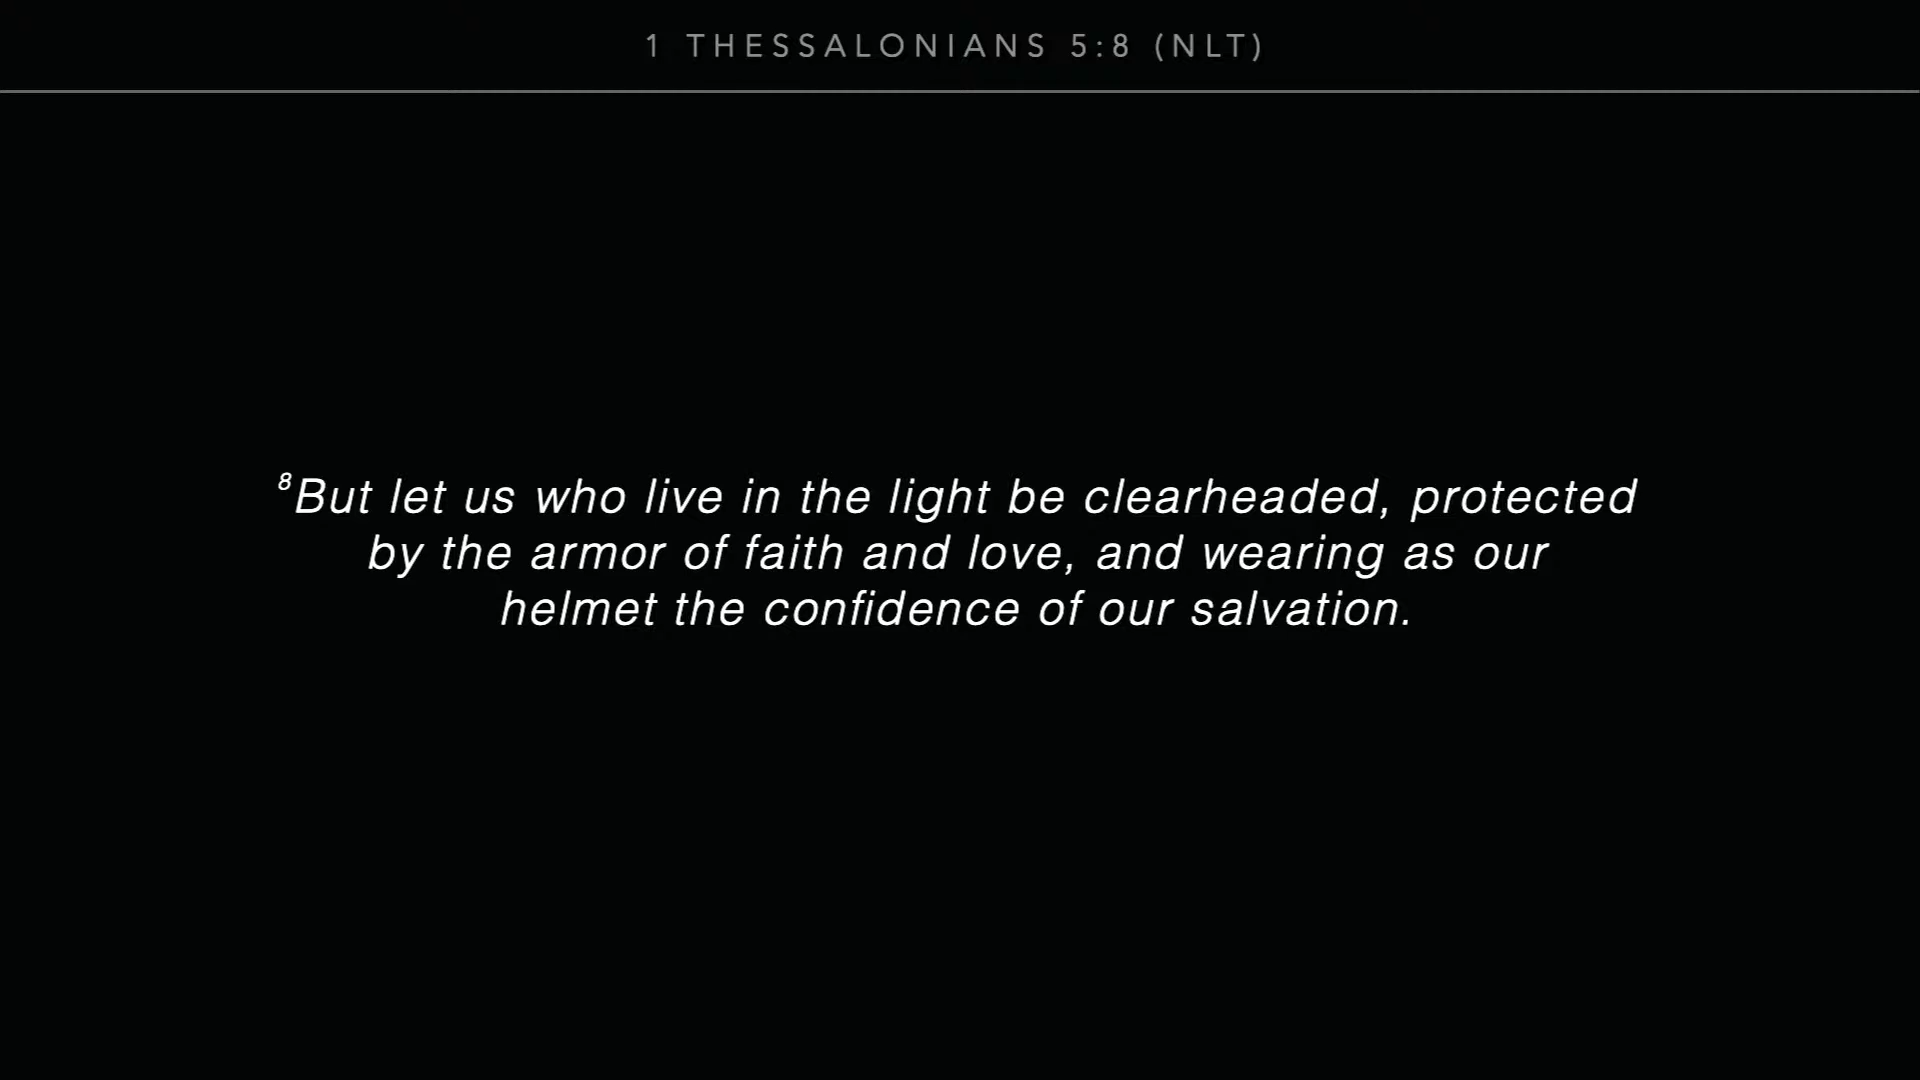 1 THESSALONIANS 5:8 (NLT)
⁸But let us who live in the light be clearheaded, protected
by the armor of faith and love, and wearing as our
helmet the confidence of our salvation.